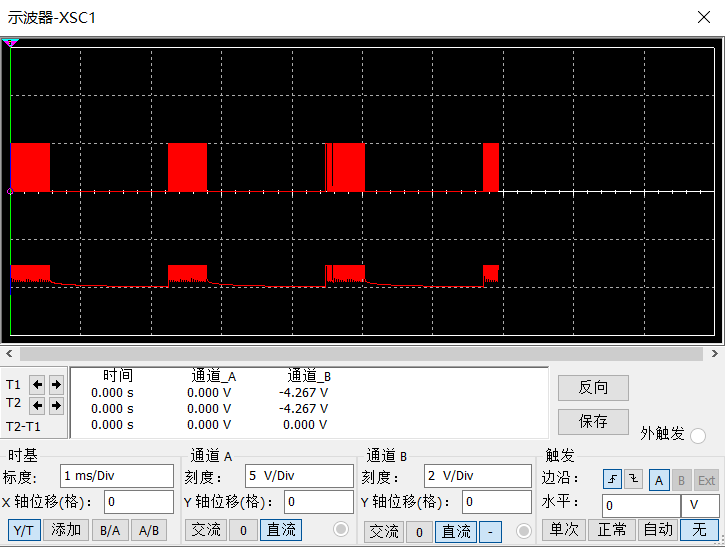 示波器-XSC1
时间 通道_A 通道_B
T1 0.000 s 0.000 V -4.267 V
T2 0.000 s 0.000 V -4.267 V
T2-T1 0.000 s 0.000 V 0.000 V
反向
保存
外触发
时基
标度: 1 ms/Div
X 轴位移(格): 0
Y/T 添加 B/A A/B
通道 A
刻度: 5 V/Div
Y 轴位移(格): 0
交流 0 直流
通道 B
刻度: 2 V/Div
Y 轴位移(格): 0
交流 0 直流 -
触发
边沿: A B Ext
水平: 0 V
单次 正常 自动 无